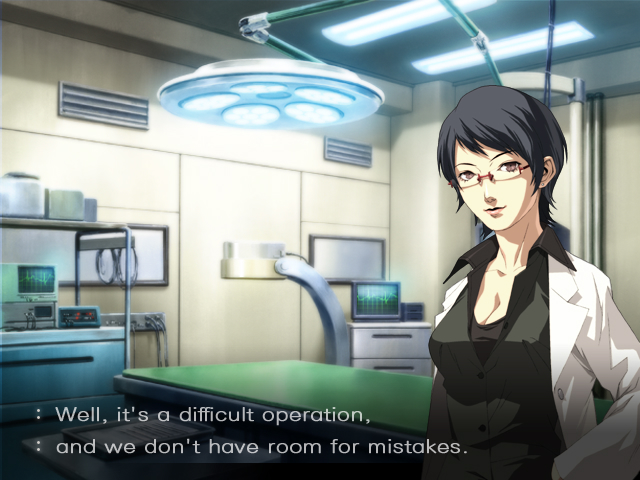 : Well, it's a difficult operation,
: and we don't have room for mistakes.